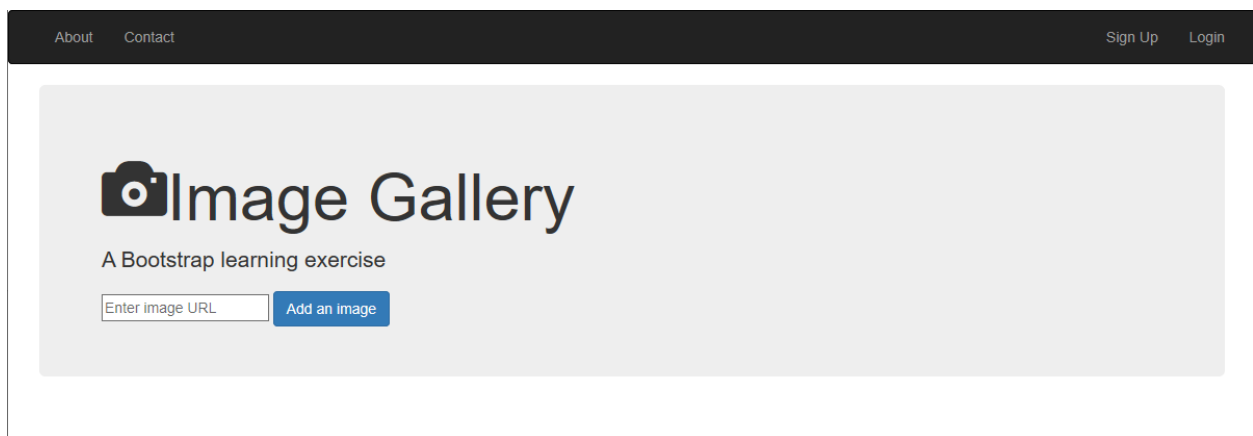 About Contact Sign Up Login
Image Gallery
A Bootstrap learning exercise
Enter image URL Add an image